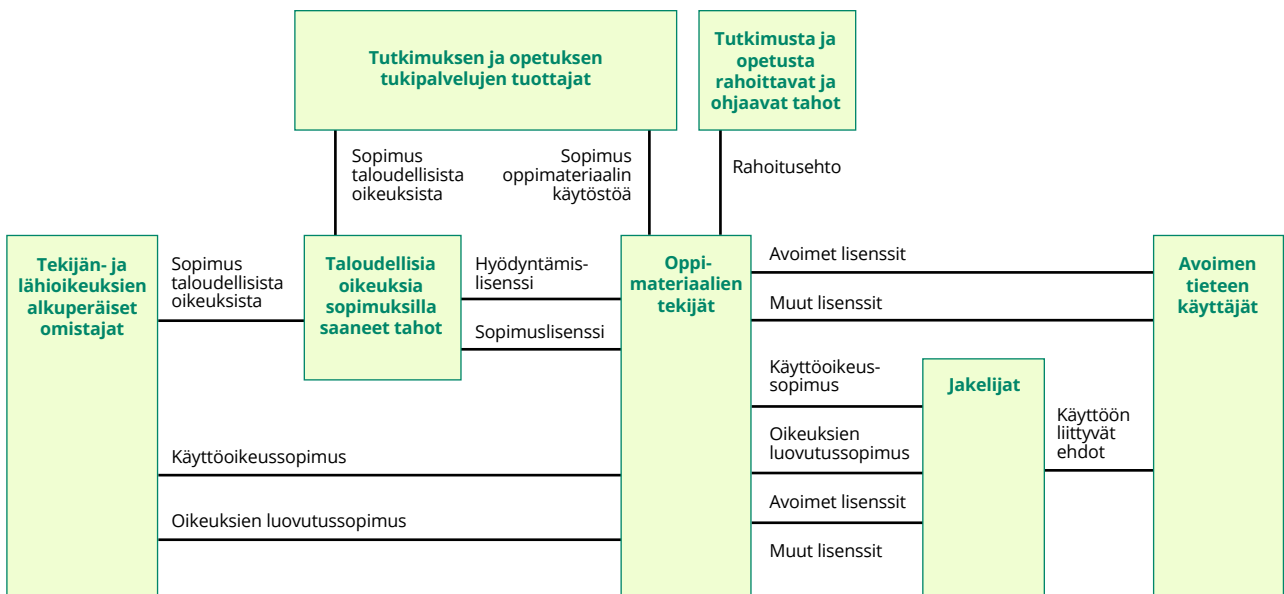 Tutkimuksen ja opetuksen
tukipalvelujen tuottajat
Tutkimusta ja
opetusta
rahoittavat ja
ohjaavat tahot
Sopimus
taloudellisista
oikeuksista
Sopimus
oppimateriaalin
käytöstöä
Rahoitusehto
Tekijän- ja
lähioikeuksien
alkuperäiset
omistajat
Sopimus
taloudellisista
oikeuksista
Taloudellisia
oikeuksia
sopimuksilla
saaneet tahot
Hyödyntämis-
lisenssi
Sopimuslisenssi
Oppi-
materiaalien
tekijät
Avoimet lisenssit
Muut lisenssit
Avoimen
tieteen
käyttäjät
Käyttöoikeus-
sopimus
Jakelijat
Käyttöön
liittyvät
ehdot
Oikeuksien
luovutussopimus
Käyttöoikeussopimus
Avoimet lisenssit
Oikeuksien luovutussopimus
Muut lisenssit